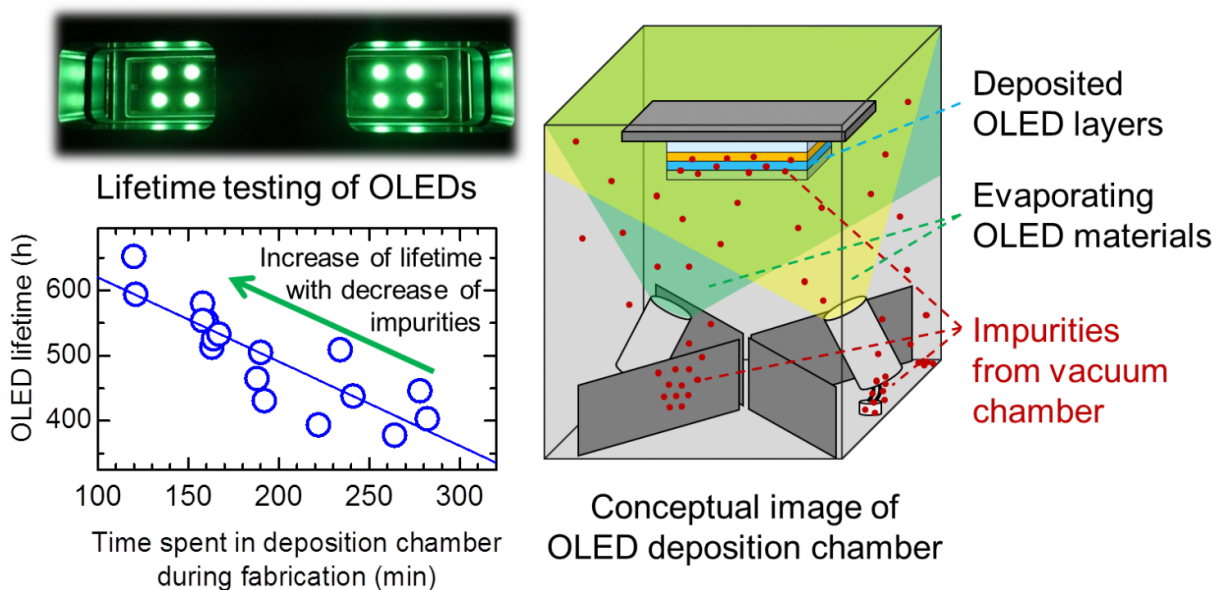 Lifetime testing of OLEDs
OLED lifetime (h)
600
500
400
Increase of lifetime
with decrease of
impurities
100 150 200 250 300
Time spent in deposition chamber
during fabrication (min)
Deposited
OLED layers
Evaporating
OLED materials
Impurities
from vacuum
chamber
Conceptual image of
OLED deposition chamber